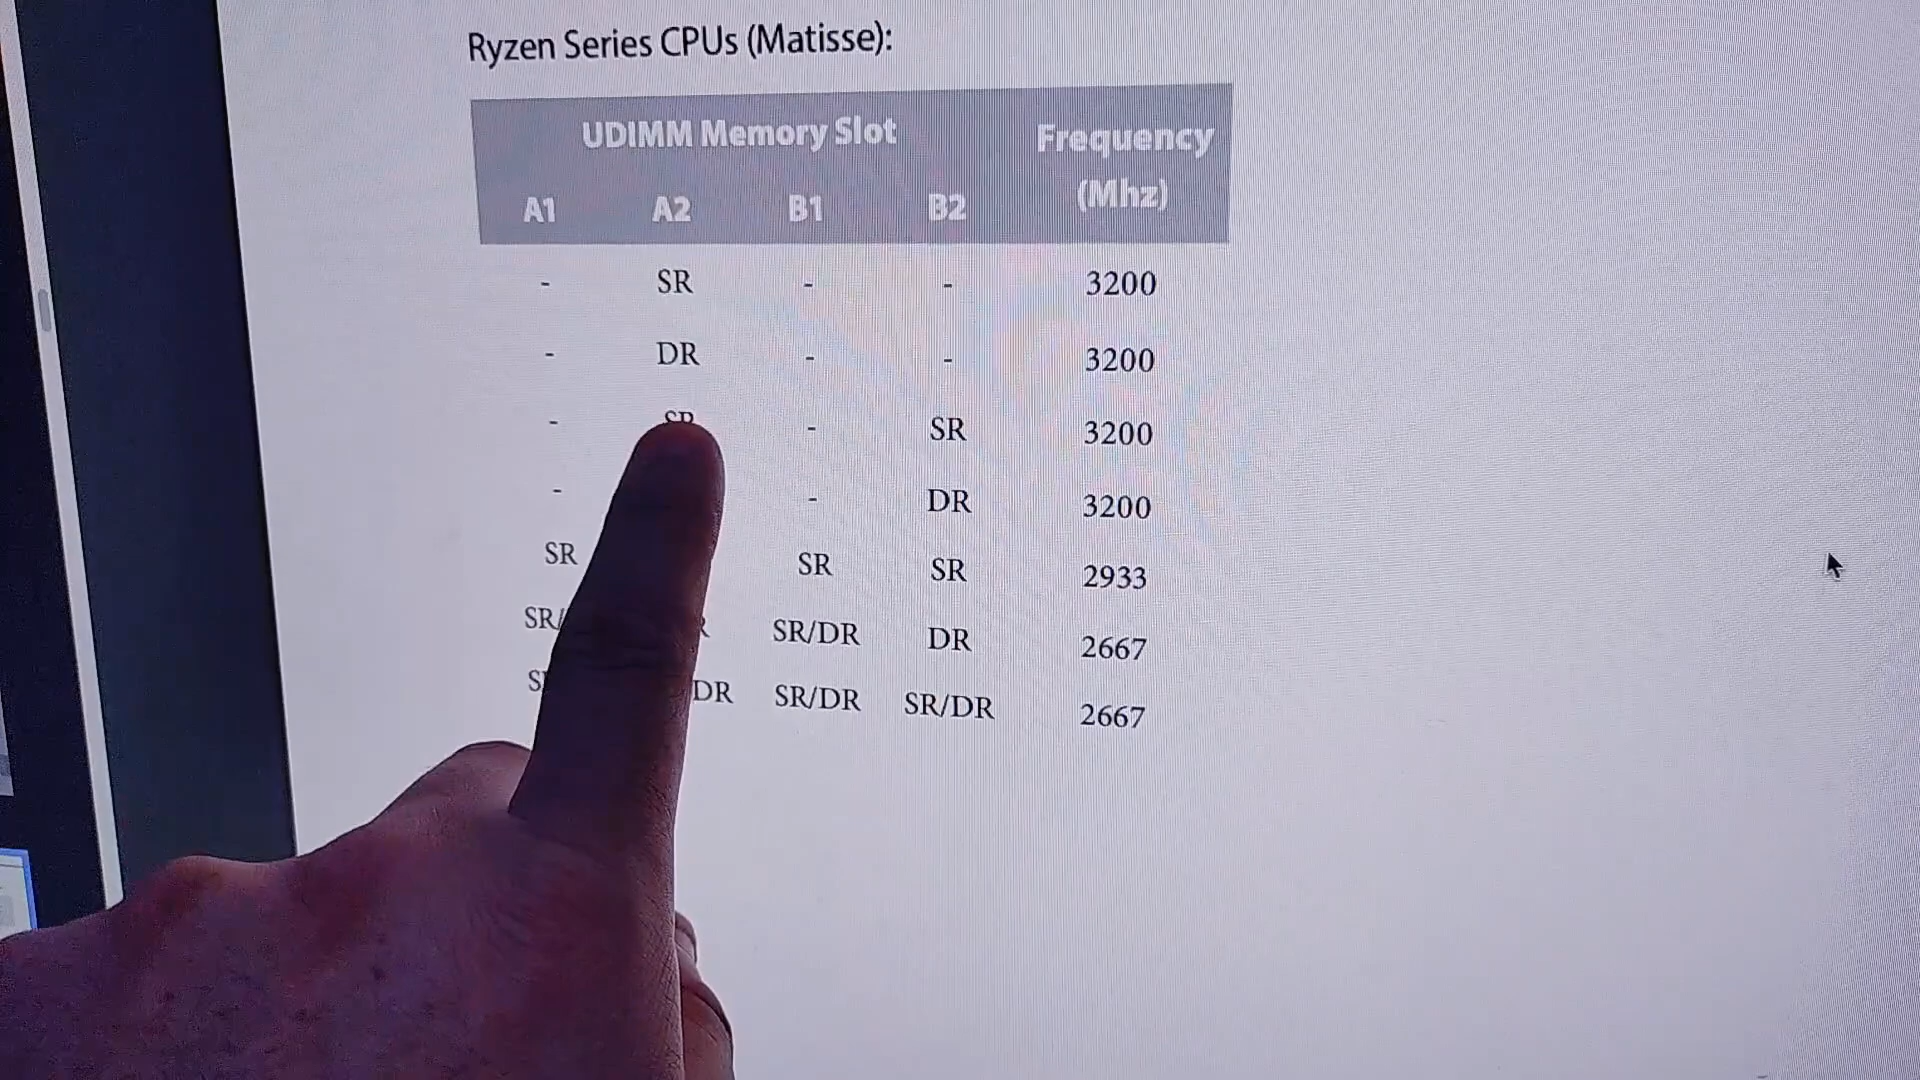 Ryzen Series CPUs (Matisse):
UDIMM Memory Slot Frequency (Mhz)
A1 A2 B1 B2
- SR - - 3200
- DR - - 3200
- SR - SR 3200
- - DR 3200
SR SR SR 2933
SR/DR DR 2667
DR SR/DR SR/DR 2667